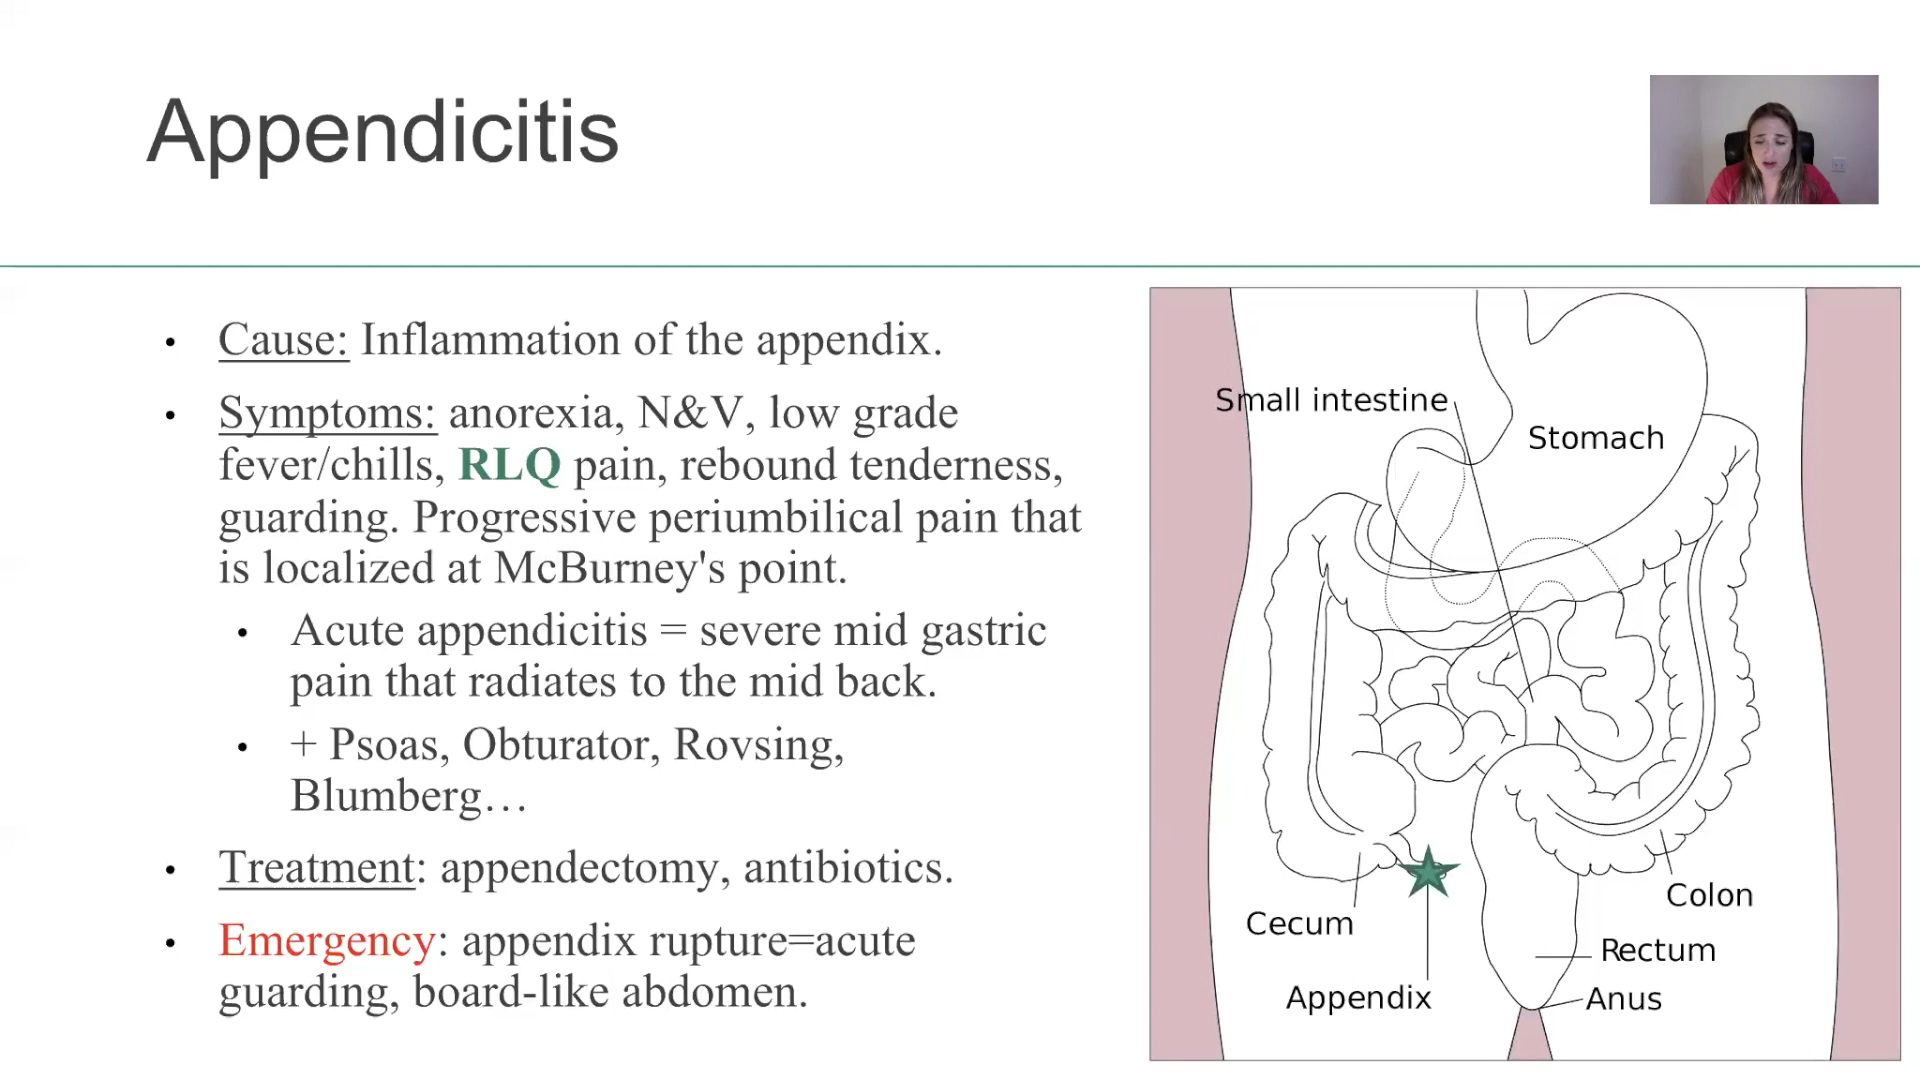 Appendicitis
• Cause: Inflammation of the appendix.
• Symptoms: anorexia, N&V, low grade
fever/chills, RLQ pain, rebound tenderness,
guarding. Progressive periumbilical pain that
is localized at McBurney's point.
• Acute appendicitis = severe mid gastric
pain that radiates to the mid back.
• + Psoas, Obturator, Rovsing,
Blumberg…
• Treatment: appendectomy, antibiotics.
• Emergency: appendix rupture=acute
guarding, board-like abdomen.
Small intestine
Stomach
Colon
Cecum
Rectum
Appendix
Anus